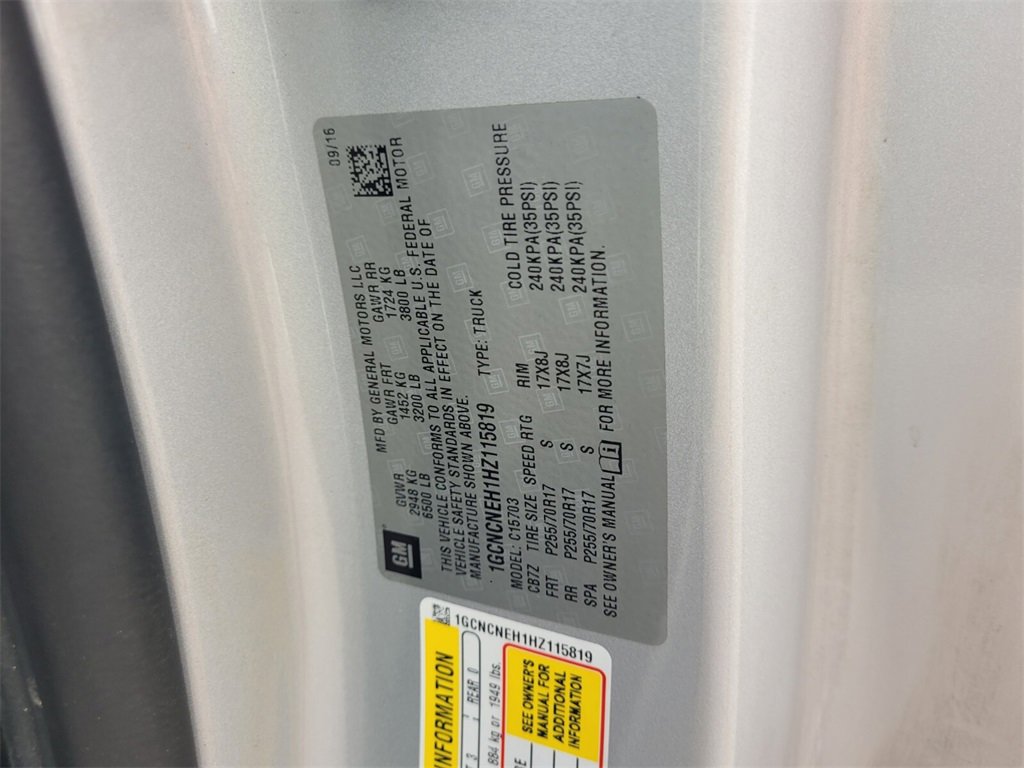 GM
MFD BY GENERAL MOTORS LLC
09/16
GVWR GAWR FRT GAWR RR
2948 KG 1452 KG 1724 KG
6500 LB 3200 LB 3800 LB
THIS VEHICLE CONFORMS TO ALL APPLICABLE U.S. FEDERAL MOTOR
VEHICLE SAFETY STANDARDS IN EFFECT ON THE DATE OF
MANUFACTURE SHOWN ABOVE.
1GCNCNEH1HZ115819 TYPE: TRUCK
MODEL: C15703
CB7Z TIRE SIZE SPEED RTG RIM COLD TIRE PRESSURE
FRT P255/70R17 S 17X8J 240KPA(35PSI)
RR P255/70R17 S 17X8J 240KPA(35PSI)
SPA P255/70R17 S 17X7J 240KPA(35PSI)
SEE OWNER'S MANUAL FOR MORE INFORMATION.
1GCNCNEH1HZ115819
INFORMATION
3 REAR 0
884 kg or 1949 lbs.
SEE OWNER'S
MANUAL FOR
ADDITIONAL
INFORMATION